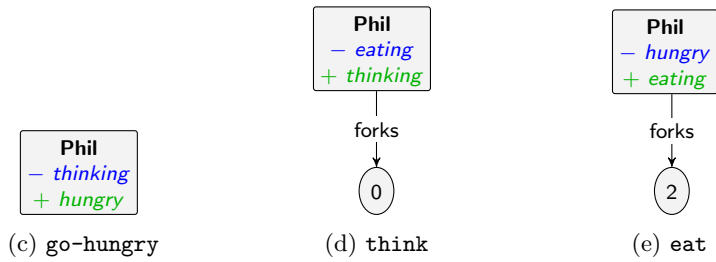 Phil
− thinking
+ hungry
(c) go-hungry
Phil
− eating
+ thinking
forks
0
(d) think
Phil
− hungry
+ eating
forks
2
(e) eat